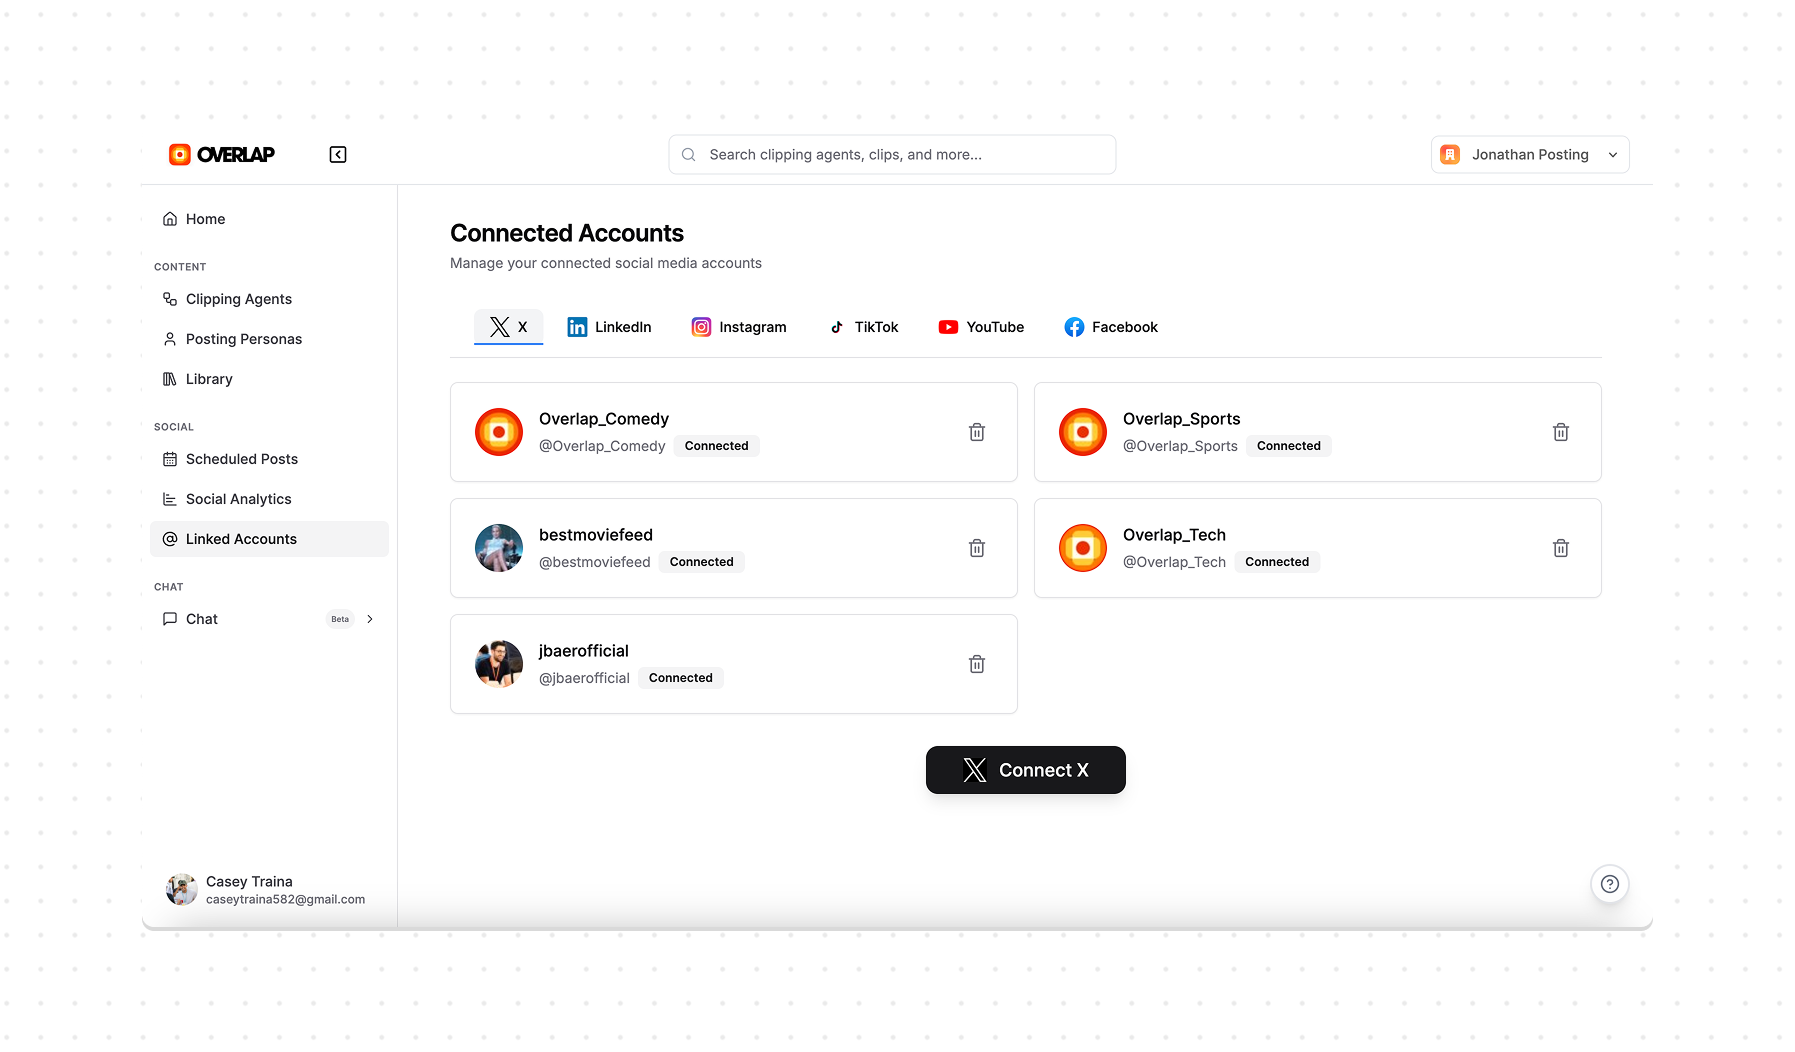 OVERLAP
Search clipping agents, clips, and more...
Jonathan Posting
Home
CONTENT
Clipping Agents
Posting Personas
Library
SOCIAL
Scheduled Posts
Social Analytics
Linked Accounts
CHAT
Chat
Beta
Casey Traina
caseytraina582@gmail.com
Connected Accounts
Manage your connected social media accounts
X
LinkedIn
Instagram
TikTok
YouTube
Facebook
Overlap_Comedy
@Overlap_Comedy Connected
Overlap_Sports
@Overlap_Sports Connected
bestmoviefeed
@bestmoviefeed Connected
Overlap_Tech
@Overlap_Tech Connected
jbaerofficial
@jbaerofficial Connected
Connect X